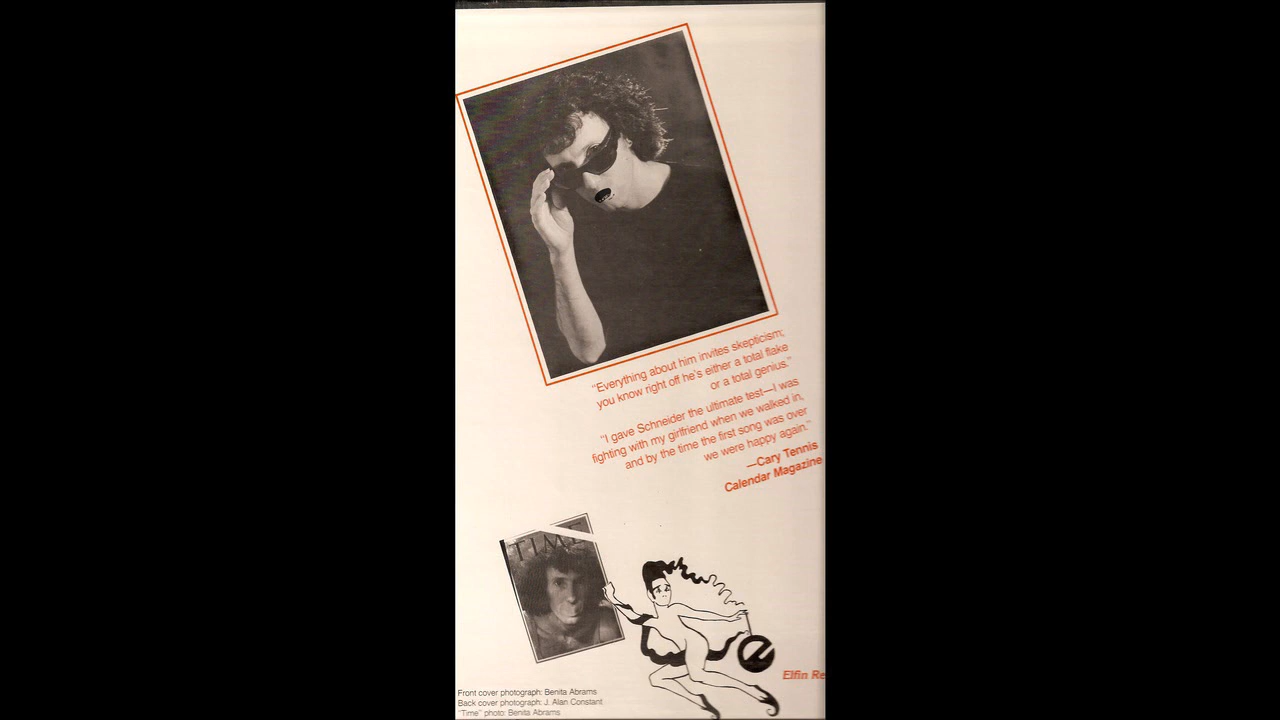 "Everything about him invites skepticism;
you know right off he's either a total flake
or a total genius."
"I gave Schneider the ultimate test—I was
fighting with my girlfriend when we walked in,
and by the time the first song was over
we were happy again."
—Cary Tennis
Calendar Magazine
TIME
e
Elfin Re
Front cover photograph: Benita Abrams
Back cover photograph: J. Alan Constant
"Time" photo: Benita Abrams